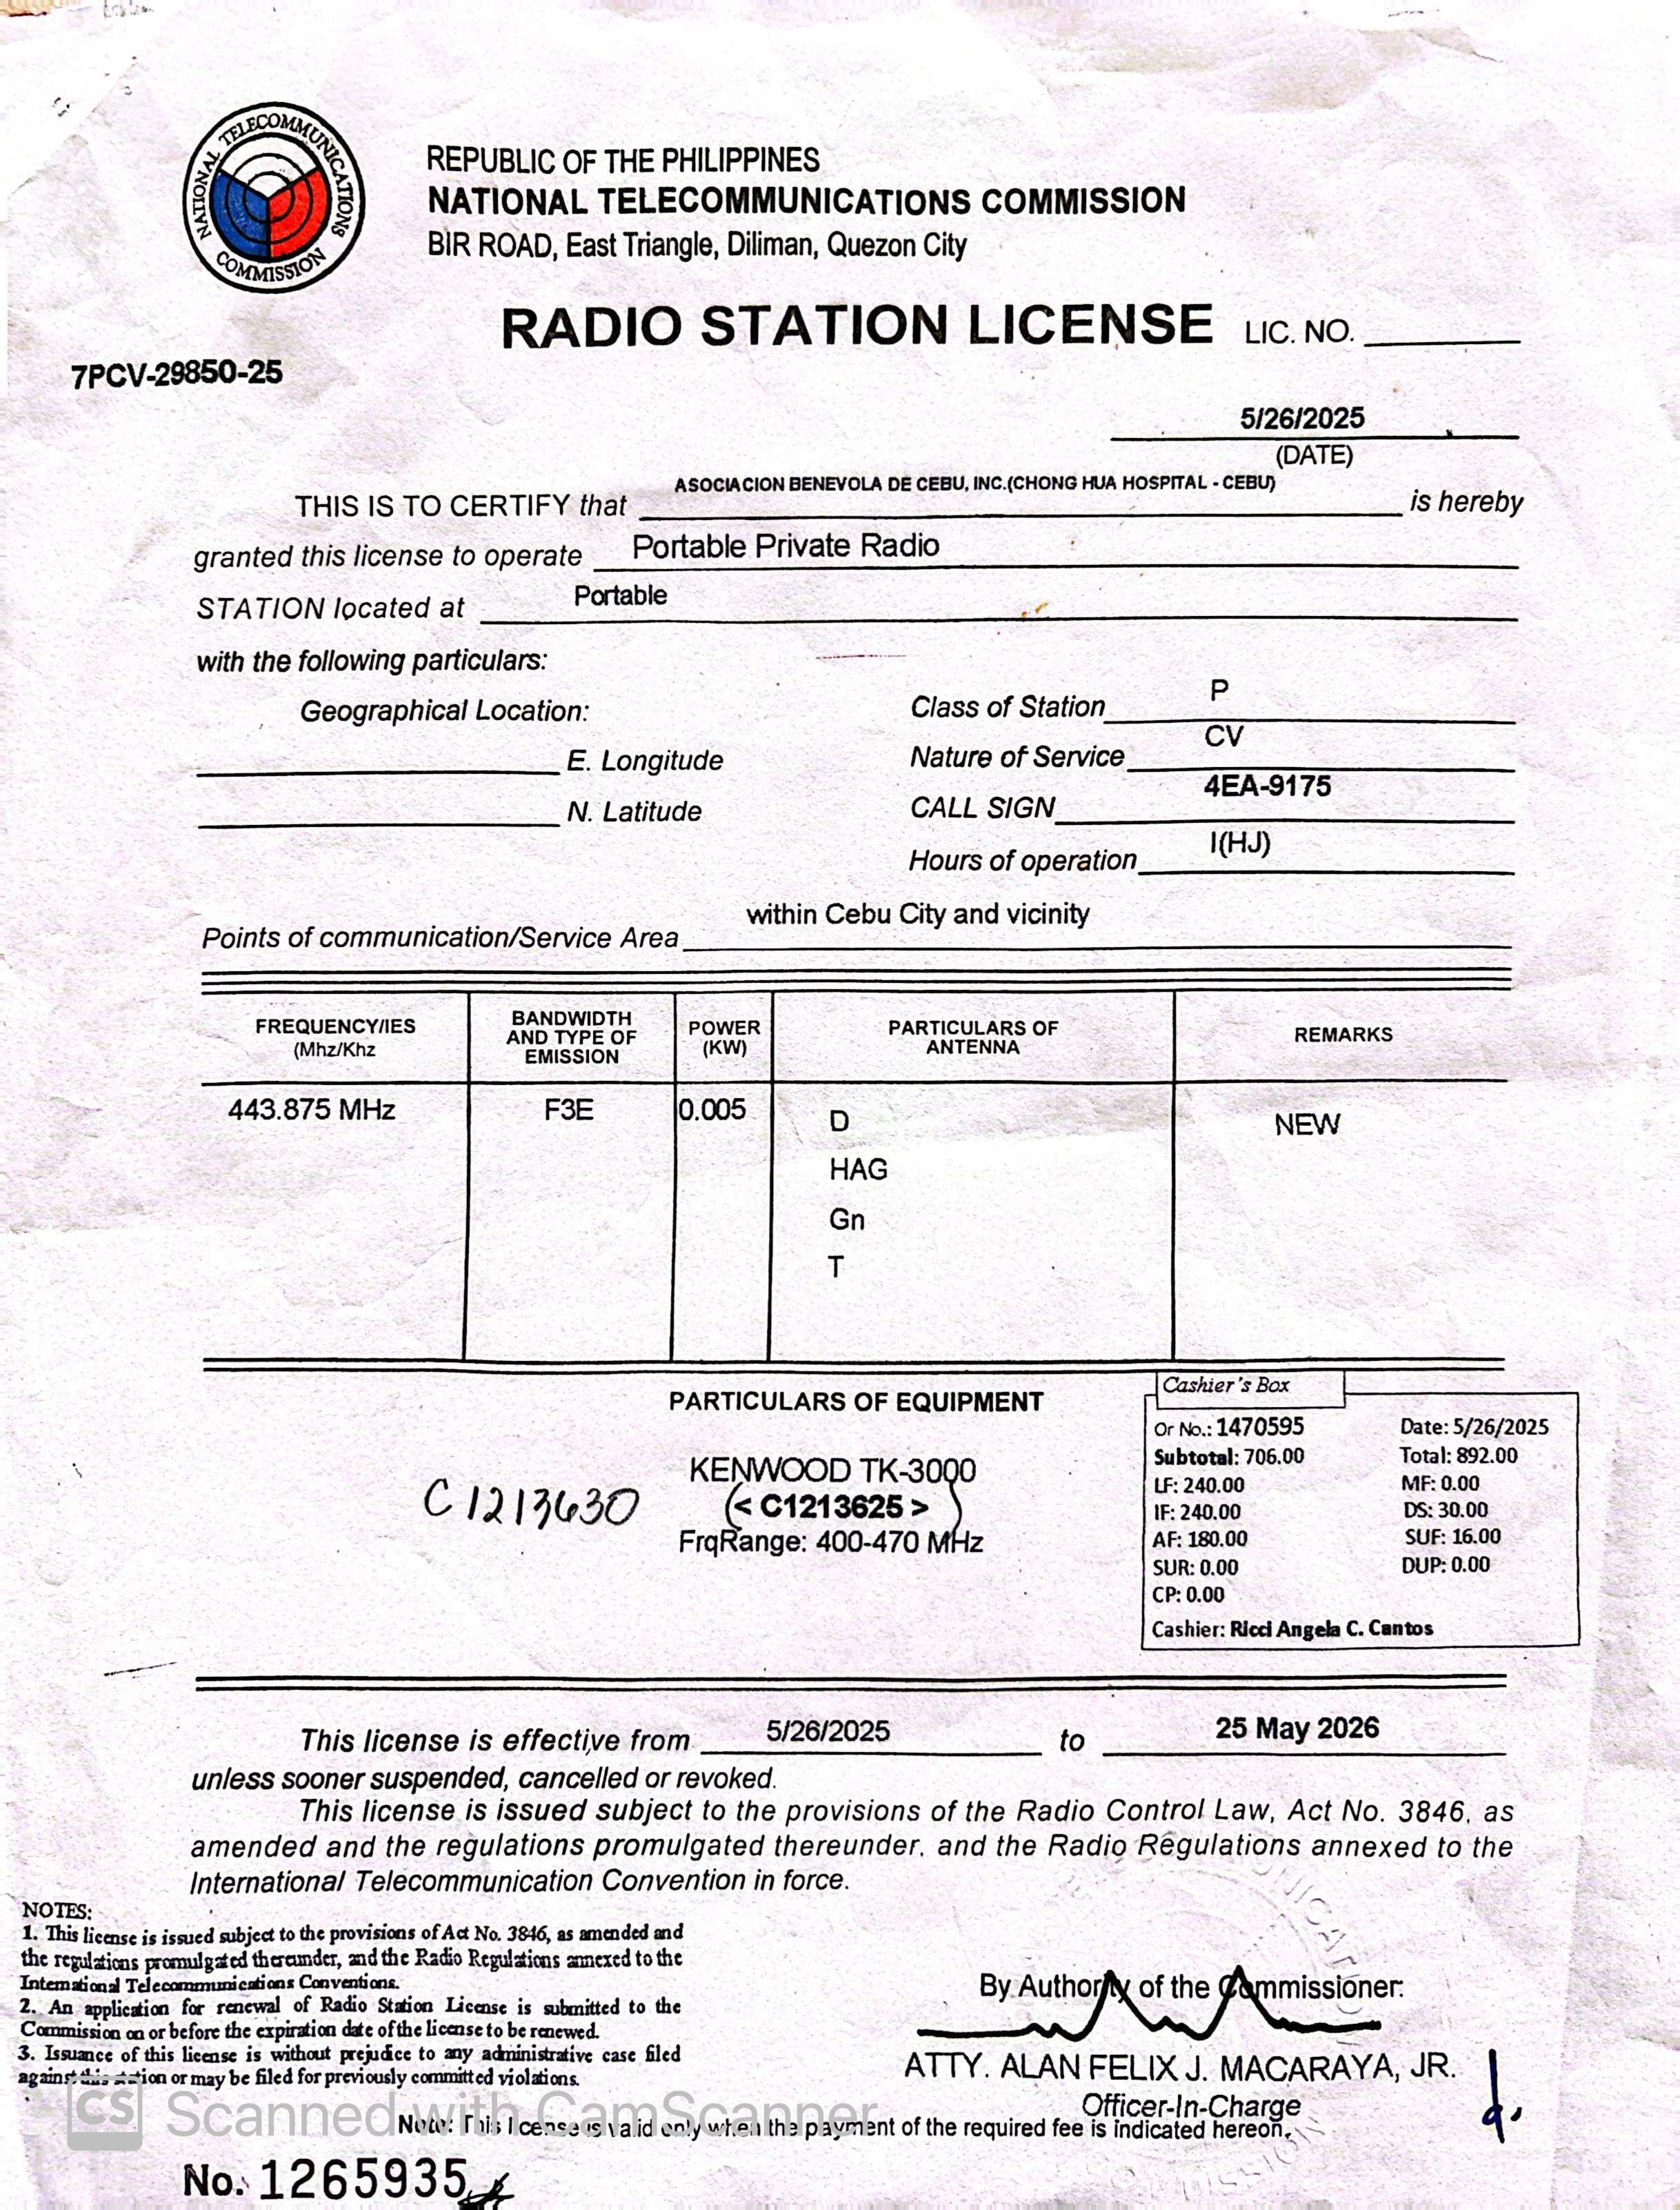 NATIONAL TELECOMMUNICATIONS COMMISSION
REPUBLIC OF THE PHILIPPINES
NATIONAL TELECOMMUNICATIONS COMMISSION
BIR ROAD, East Triangle, Diliman, Quezon City
RADIO STATION LICENSE LIC. NO.
7PCV-29850-25
5/26/2025
(DATE)
ASOCIACION BENEVOLA DE CEBU, INC.(CHONG HUA HOSPITAL - CEBU)
THIS IS TO CERTIFY that is hereby
granted this license to operate Portable Private Radio
STATION located at Portable
with the following particulars:
Geographical Location:
E. Longitude
N. Latitude
Class of Station P
Nature of Service CV
CALL SIGN 4EA-9175
Hours of operation I(HJ)
Points of communication/Service Area within Cebu City and vicinity
FREQUENCY/IES
(Mhz/Khz
BANDWIDTH
AND TYPE OF
EMISSION
POWER
(KW)
PARTICULARS OF
ANTENNA
REMARKS
443.875 MHz F3E 0.005 D NEW
HAG
Gn
T
PARTICULARS OF EQUIPMENT
KENWOOD TK-3000
C1213630 (< C1213625 >)
FrqRange: 400-470 MHz
Cashier's Box
Or No.: 1470595 Date: 5/26/2025
Subtotal: 706.00 Total: 892.00
LF: 240.00 MF: 0.00
IF: 240.00 DS: 30.00
AF: 180.00 SUF: 16.00
SUR: 0.00 DUP: 0.00
CP: 0.00
Cashier: Ricci Angela C. Cantos
This license is effective from 5/26/2025 to 25 May 2026
unless sooner suspended, cancelled or revoked.
This license is issued subject to the provisions of the Radio Control Law, Act No. 3846, as
amended and the regulations promulgated thereunder. and the Radio Regulations annexed to the
International Telecommunication Convention in force.
NOTES:
1. This license is issued subject to the provisions of Act No. 3846, as amended and
the regulations promulgated thereunder, and the Radio Regulations annexed to the
International Telecommunications Conventions.
2. An application for renewal of Radio Station License is submitted to the
Commission on or before the expiration date of the license to be renewed.
3. Issuance of this license is without prejudice to any administrative case filed
against this station or may be filed for previously committed violations.
By Authority of the Commissioner:
ATTY. ALAN FELIX J. MACARAYA, JR.
Officer-In-Charge
CS Scanned with CamScanner
Note: This license is valid only when the payment of the required fee is indicated hereon.
No. 1265935